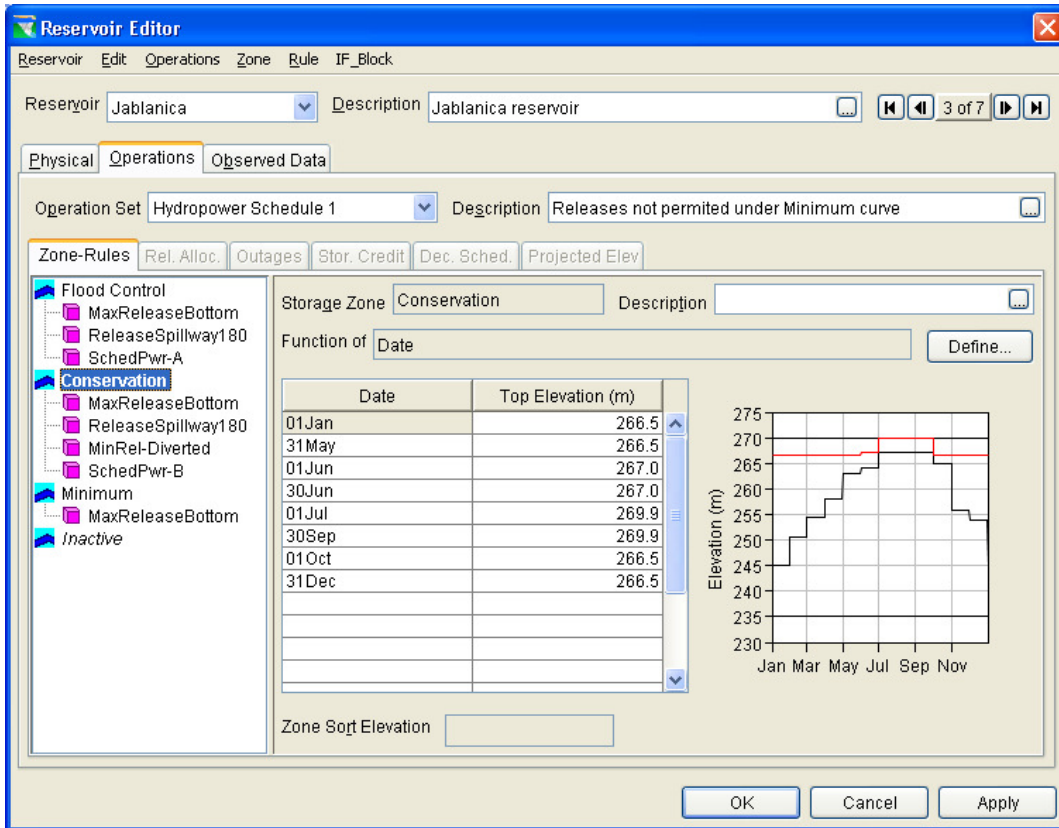 Reservoir Editor
Reservoir Edit Operations Zone Rule IF_Block
Reservoir Jablanica Description Jablanica reservoir ... 3 of 7
Physical Operations Observed Data
Operation Set Hydropower Schedule 1 Description Releases not permited under Minimum curve ...
Zone-Rules Rel. Alloc. Outages Stor. Credit Dec. Sched. Projected Elev
Flood Control
MaxReleaseBottom
ReleaseSpillway180
SchedPwr-A
Conservation
MaxReleaseBottom
ReleaseSpillway180
MinRel-Diverted
SchedPwr-B
Minimum
MaxReleaseBottom
Inactive
Storage Zone Conservation Description ...
Function of Date Define...
Date Top Elevation (m)
01Jan 266.5
31May 266.5
01Jun 267.0
30Jun 267.0
01Jul 269.9
30Sep 269.9
01Oct 266.5
31Dec 266.5
Elevation (m)
275
270
265
260
255
250
245
240
235
230
Jan Mar May Jul Sep Nov
Zone Sort Elevation
OK Cancel Apply